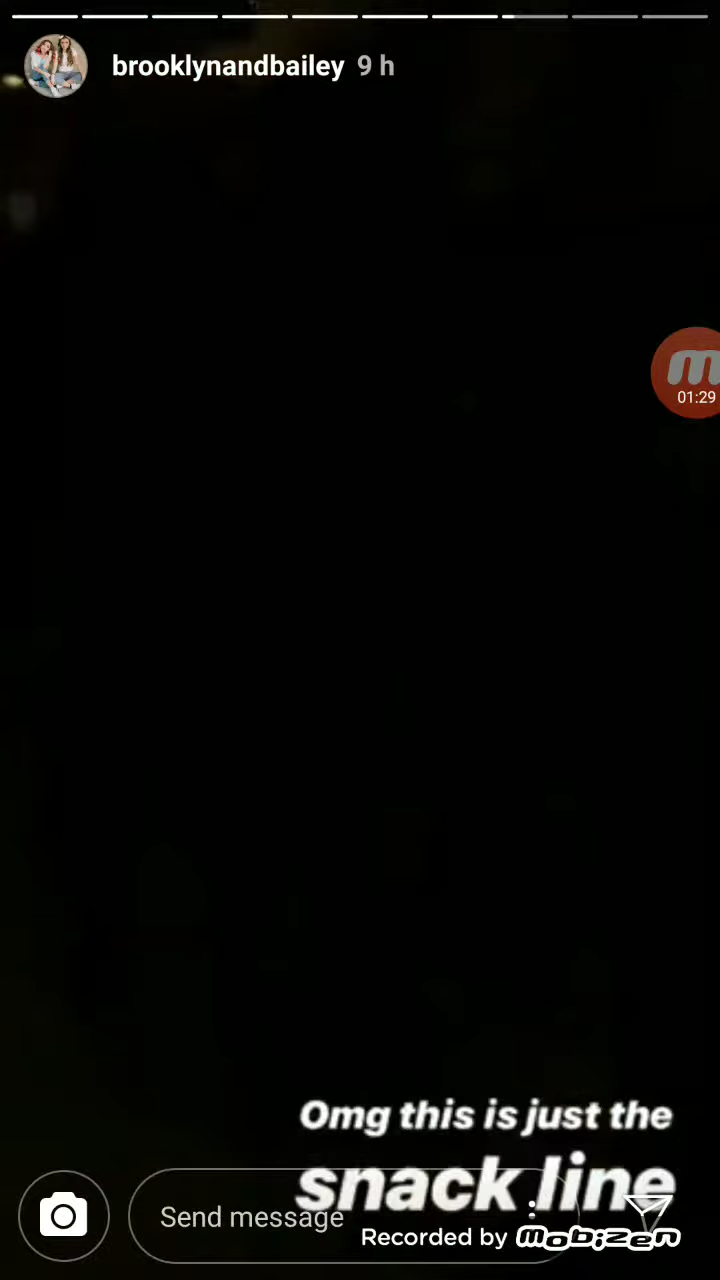 brooklynandbailey 9 h
m
01:29
Omg this is just the
snack line
Send message
Recorded by mobizen